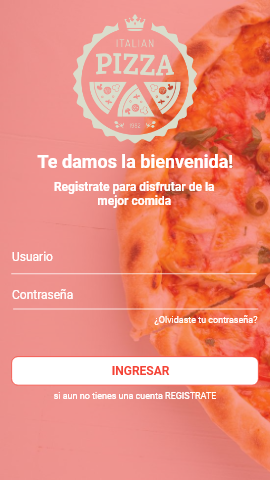 ITALIAN
PIZZA
Te damos la bienvenida!
Registrate para disfrutar de la
mejor comida
Usuario
Contraseña
¿Olvidaste tu contraseña?
INGRESAR
si aun no tienes una cuenta REGISTRATE